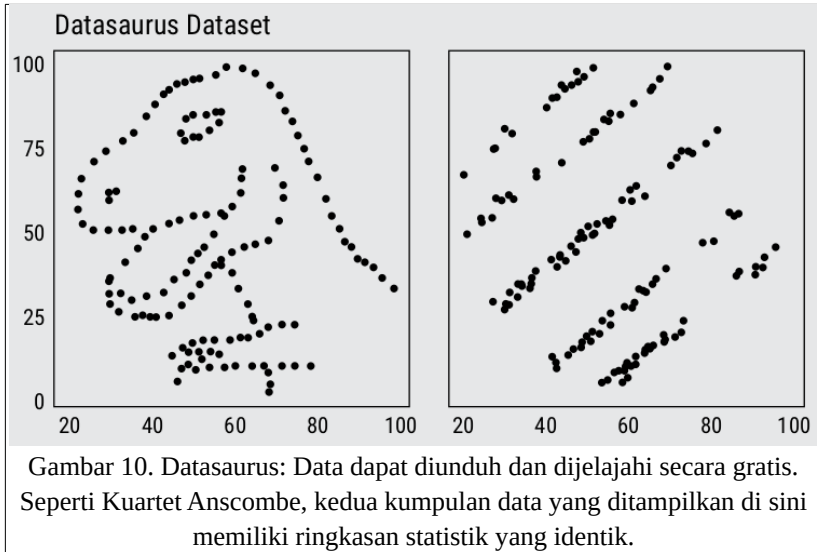 Datasaurus Dataset
100
75
50
25
0
20 40 60 80 100
20 40 60 80 100
Gambar 10. Datasaurus: Data dapat diunduh dan dijelajahi secara gratis.
Seperti Kuartet Anscombe, kedua kumpulan data yang ditampilkan di sini
memiliki ringkasan statistik yang identik.